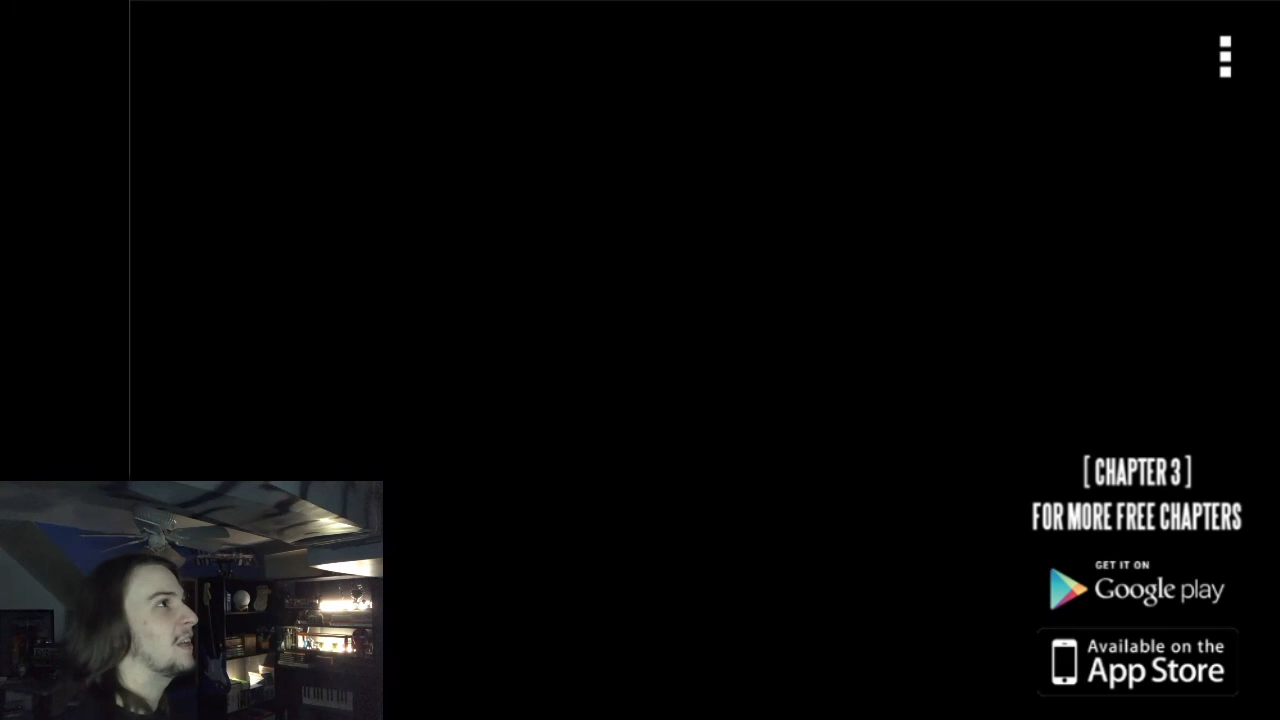 [ CHAPTER 3 ]
FOR MORE FREE CHAPTERS
GET IT ON
Google play
Available on the
App Store